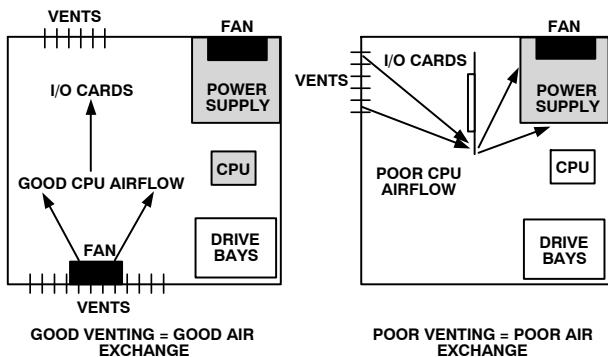 VENTS
FAN
I/O CARDS
POWER
SUPPLY
CPU
GOOD CPU AIRFLOW
FAN
DRIVE
BAYS
VENTS
GOOD VENTING = GOOD AIR
EXCHANGE
FAN
I/O CARDS
VENTS
POWER
SUPPLY
CPU
POOR CPU
AIRFLOW
DRIVE
BAYS
POOR VENTING = POOR AIR
EXCHANGE